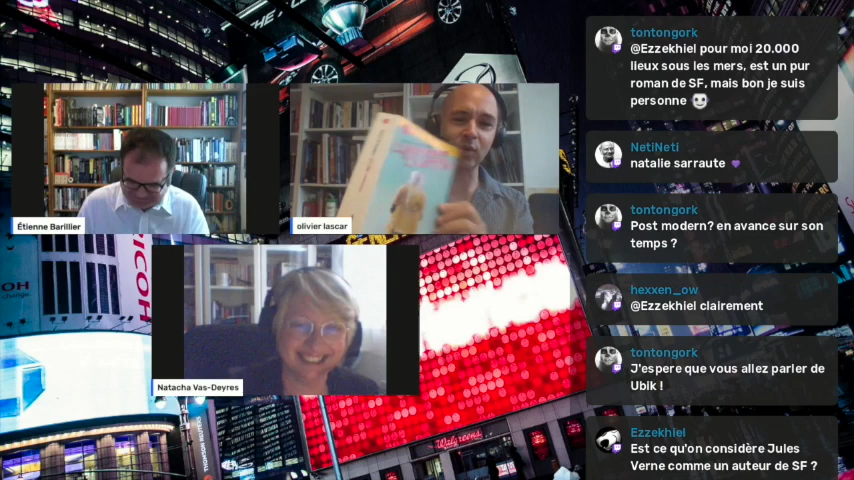 THE
Étienne Barillier
olivier lascar
Natacha Vas-Deyres
Walgreens
tontongork
@Ezzekhiel pour moi 20.000
lieux sous les mers, est un pur
roman de SF, mais bon je suis
personne
NetiNeti
natalie sarraute 💜
tontongork
Post modern? en avance sur son
temps ?
hexxen_ow
@Ezzekhiel clairement
tontongork
J'espere que vous allez parler de
Ubik !
Ezzekhiel
Est ce qu'on considère Jules
Verne comme un auteur de SF ?